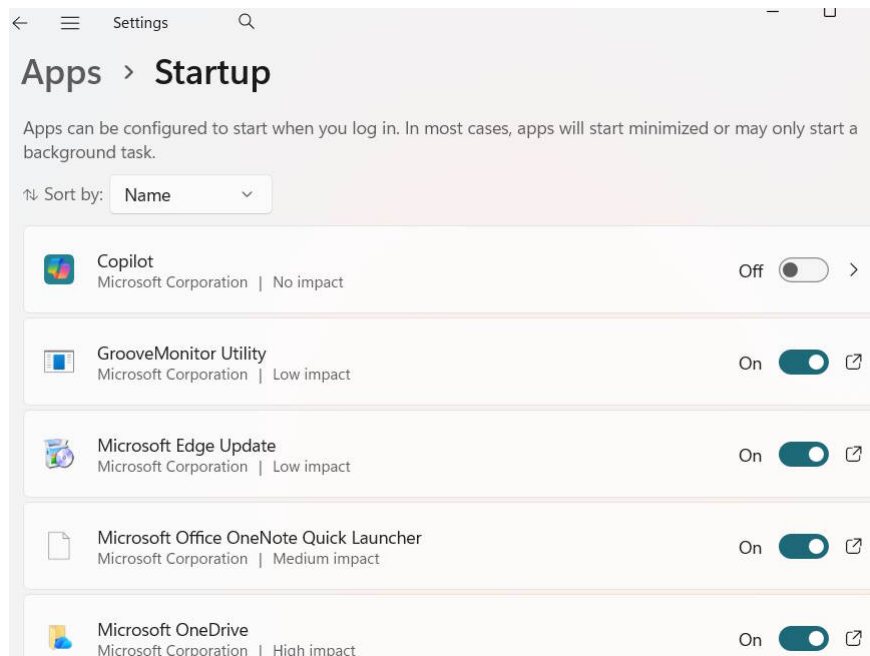 Settings
Apps > Startup
Apps can be configured to start when you log in. In most cases, apps will start minimized or may only start a
background task.
Sort by: Name
Copilot
Microsoft Corporation | No impact
Off
GrooveMonitor Utility
Microsoft Corporation | Low impact
On
Microsoft Edge Update
Microsoft Corporation | Low impact
On
Microsoft Office OneNote Quick Launcher
Microsoft Corporation | Medium impact
On
Microsoft OneDrive
Microsoft Corporation | High impact
On